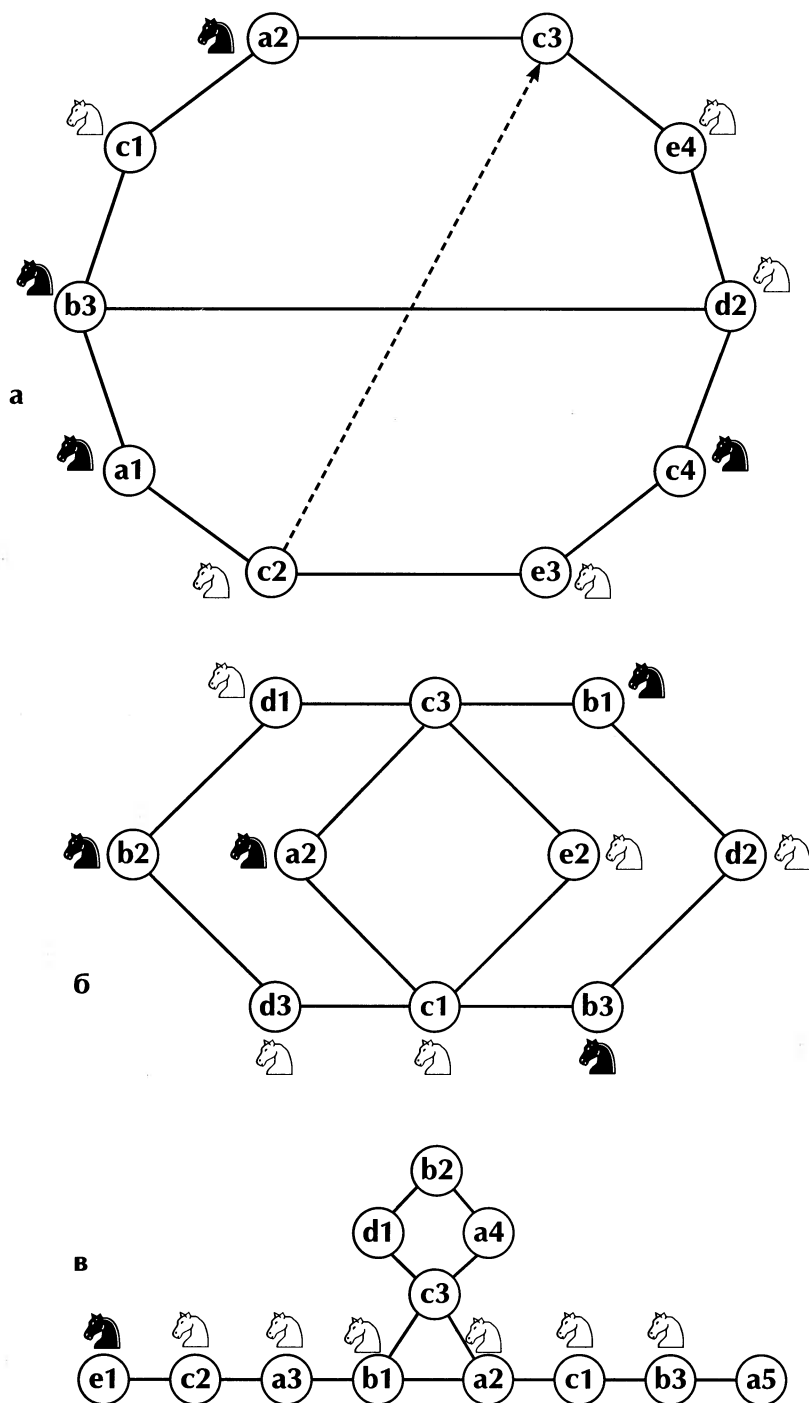 a2 c3
c1 e4
b3 d2
а
a1 c4
c2 e3
d1 c3 b1
b2 a2 e2 d2
б
d3 c1 b3
b2
d1 a4
в
c3
e1 c2 a3 b1 a2 c1 b3 a5